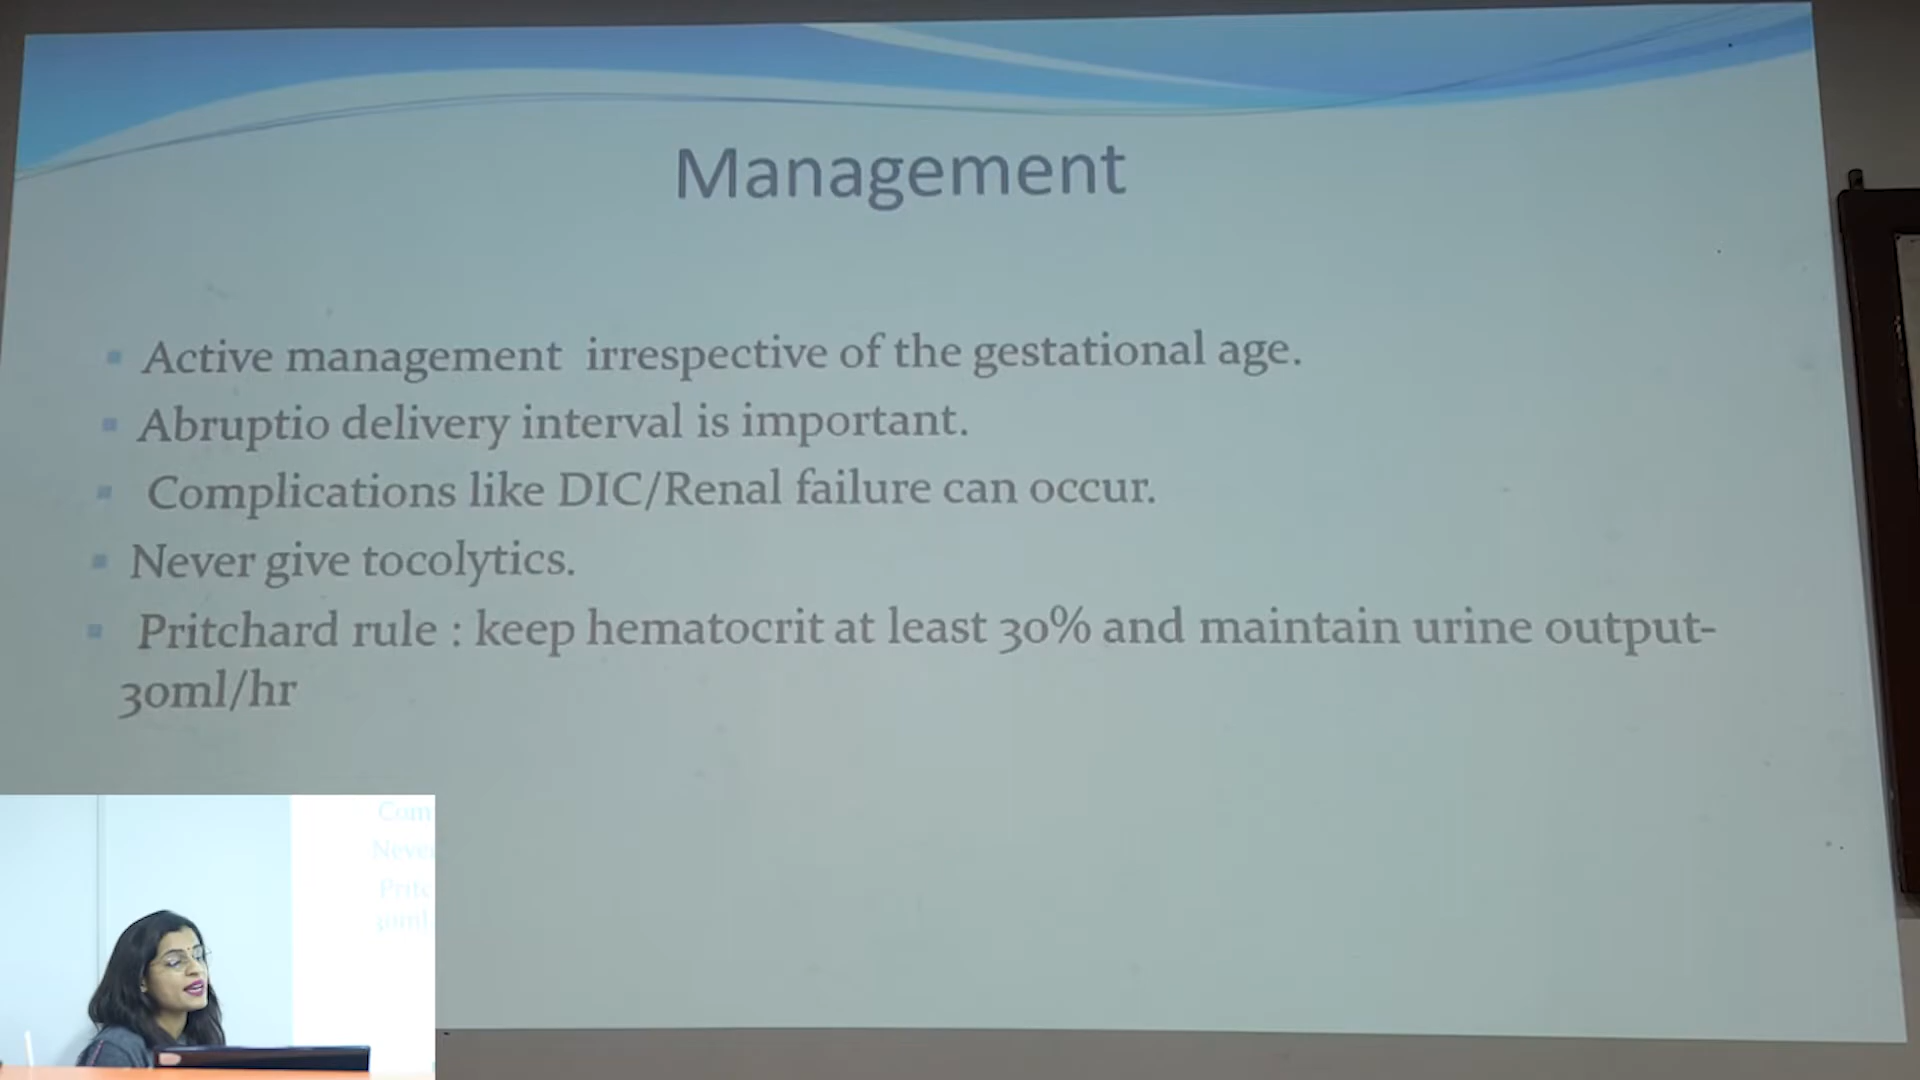 Management
Active management irrespective of the gestational age.
Abruptio delivery interval is important.
Complications like DIC/Renal failure can occur.
Never give tocolytics.
Pritchard rule : keep hematocrit at least 30% and maintain urine output-
30ml/hr
Com
Never
Pritc
30ml